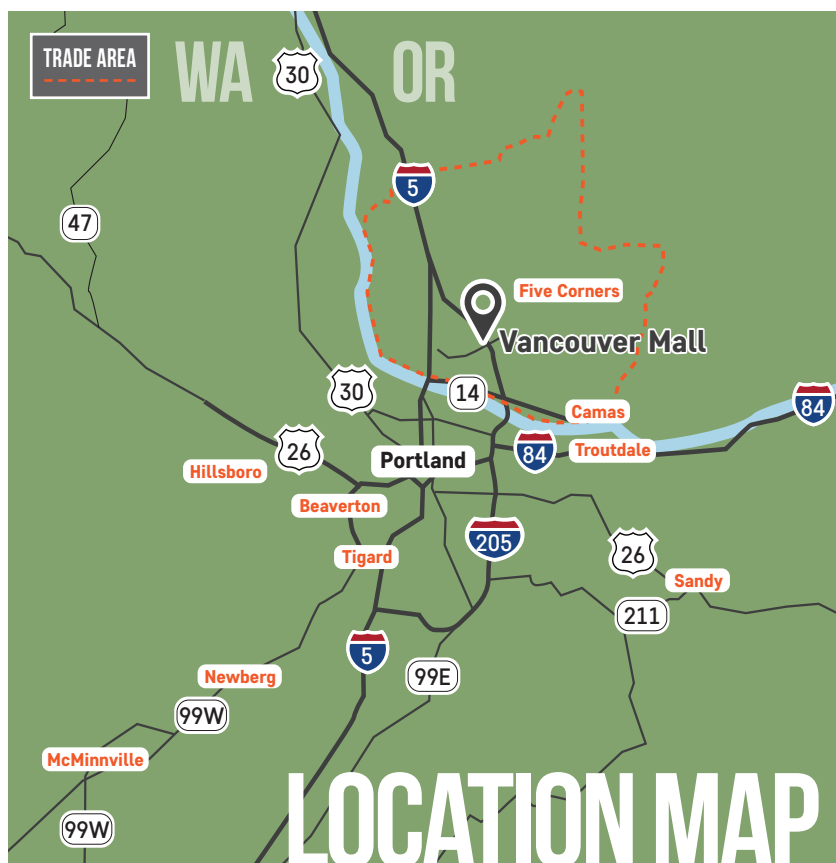 TRADE AREA
WA
OR
30
5
47
Five Corners
Vancouver Mall
30
14
84
Camas
26
Portland
84
Troutdale
Hillsboro
Beaverton
205
Tigard
26
Sandy
211
5
99E
Newberg
99W
McMinnville
99W
LOCATION MAP